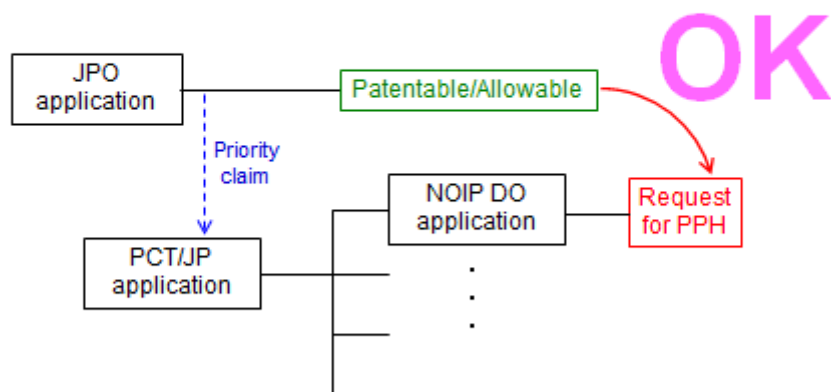 OK
JPO
application
Patentable/Allowable
Priority
claim
NOIP DO
application
Request
for PPH
PCT/JP
application